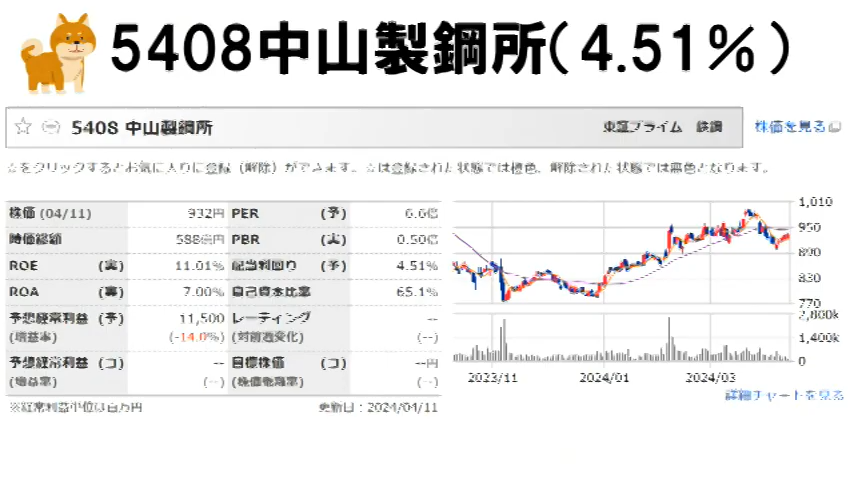 5408中山製鋼所(4.51%)
5408 中山製鋼所 東証プライム 鉄鋼 株価を見る
☆をクリックするとお気に入りに登録(解除)ができます。☆は登録された状態では橙色、解除された状態では黒色となります。
株価 (04/11) 932円 PER (予) 6.6倍
時価総額 588億円 PBR (実) 0.50倍
ROE (実) 11.01% 配当利回り (予) 4.51%
ROA (実) 7.00% 自己資本比率 65.1%
予想経常利益 (予) 11,500 レーティング --
(増益率) (-14.0%) (対前週変化) (--)
予想経常利益 (コ) -- 目標株価 (コ) --円
(増益率) (--) (株価乖離率) (--)
※経常利益単位は百万円 更新日:2024/04/11
1,010
950
890
830
770
2,800k
1,400k
0
2023/11 2024/01 2024/03
詳細チャートを見る